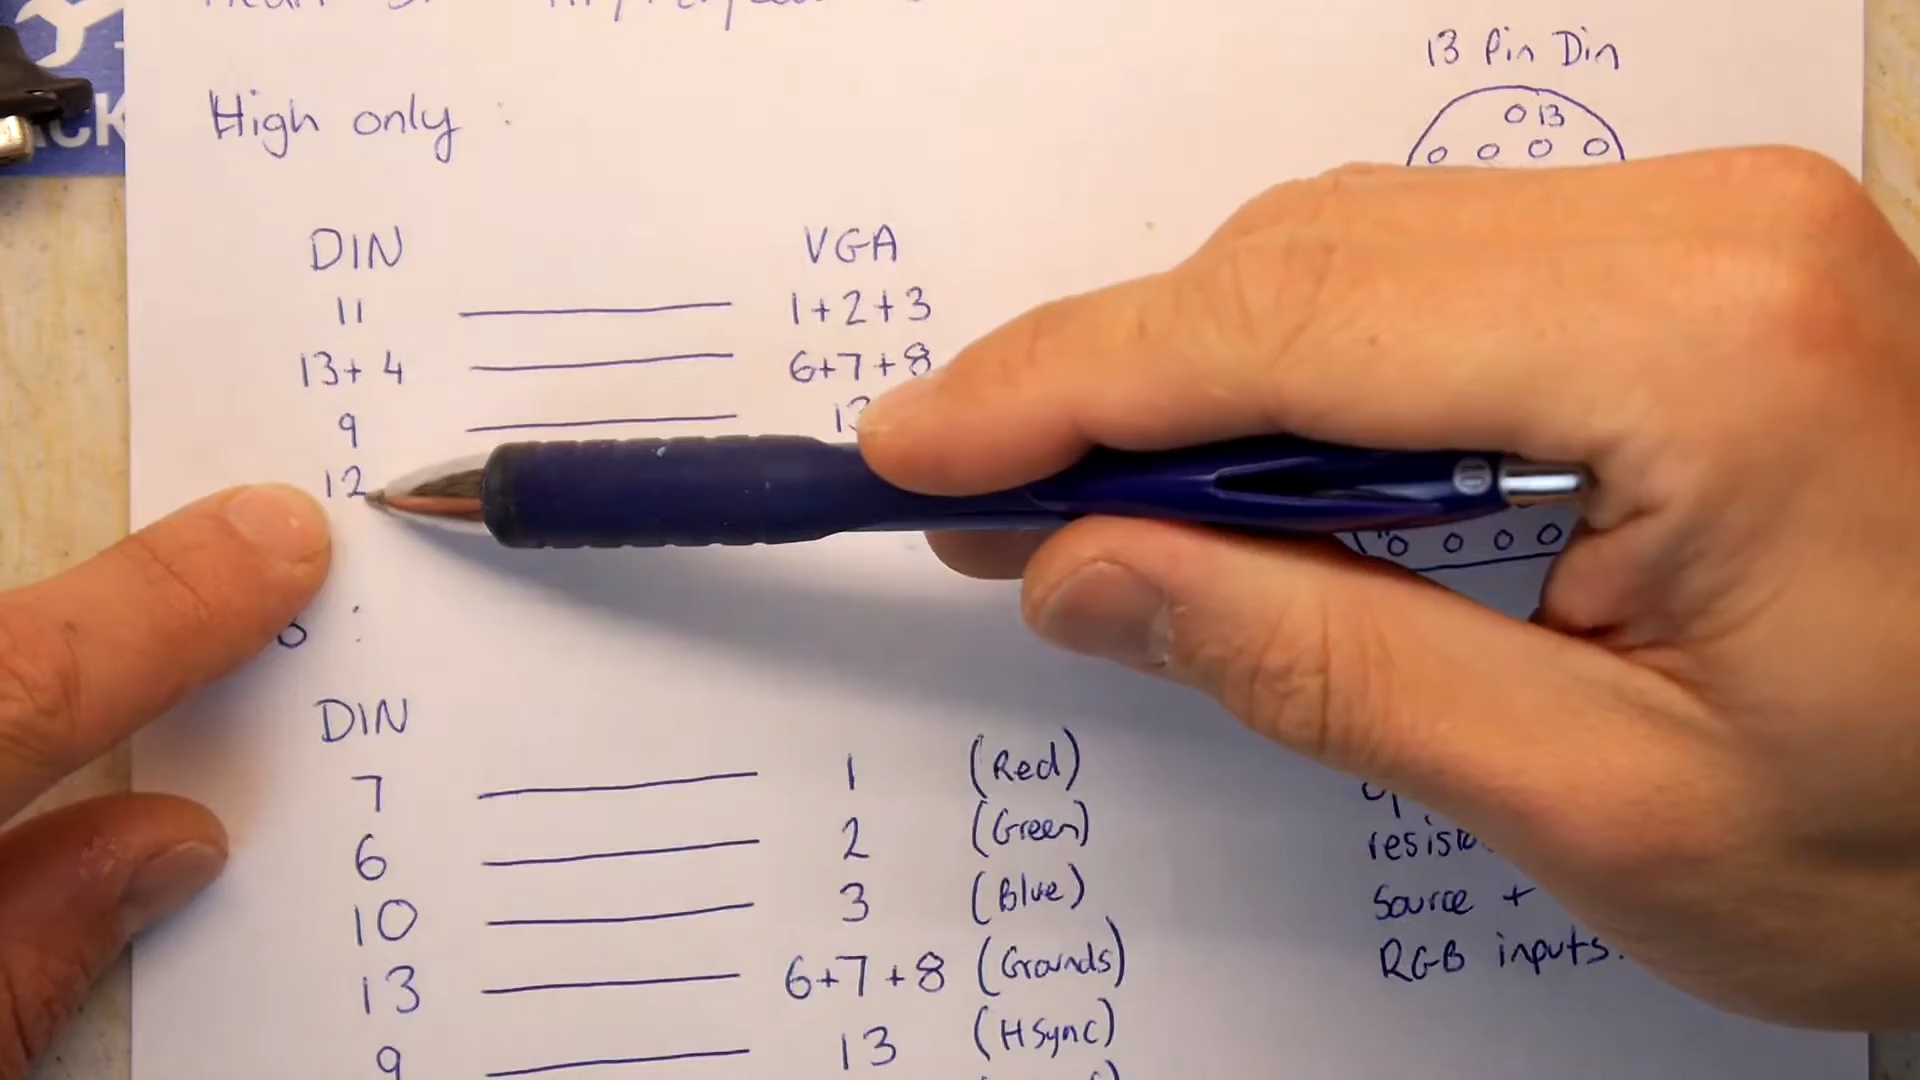 High only :
13 Pin Din
13
DIN VGA
11 1+2+3
13+ 4 6+7+8
9 13
12
:
DIN
7 1 (Red)
6 2 (Green)
10 3 (Blue)
13 6+7+8 (Grounds)
9 13 (HSync)
Source +
RGB inputs.